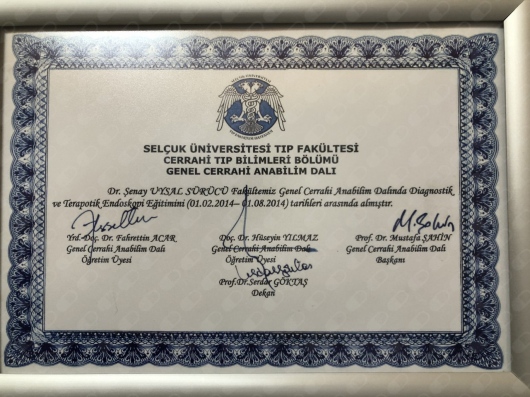 SELÇUK ÜNİVERSİTESİ TIP FAKÜLTESİ
CERRAHİ TIP BİLİMLERİ BÖLÜMÜ
GENEL CERRAHİ ANABİLİM DALI
Dr. Şenay UYSAL SÜRÜCÜ Fakültemiz Genel Cerrahi Anabilim Dalında Diagnostik
ve Terapotik Endoskopi Eğitimini (01.02.2014– 01.08.2014) tarihleri arasında almıştır.
Yrd.Doç. Dr. Fahrettin ACAR
Genel Cerrahi Anabilim Dalı
Öğretim Üyesi
Doç. Dr. Hüseyin YILMAZ
Genel Cerrahi Anabilim Dalı
Öğretim Üyesi
Prof. Dr. Mustafa ŞAHİN
Genel Cerrahi Anabilim Dalı
Başkanı
Prof.Dr.Serdar GÖKTAŞ
Dekan